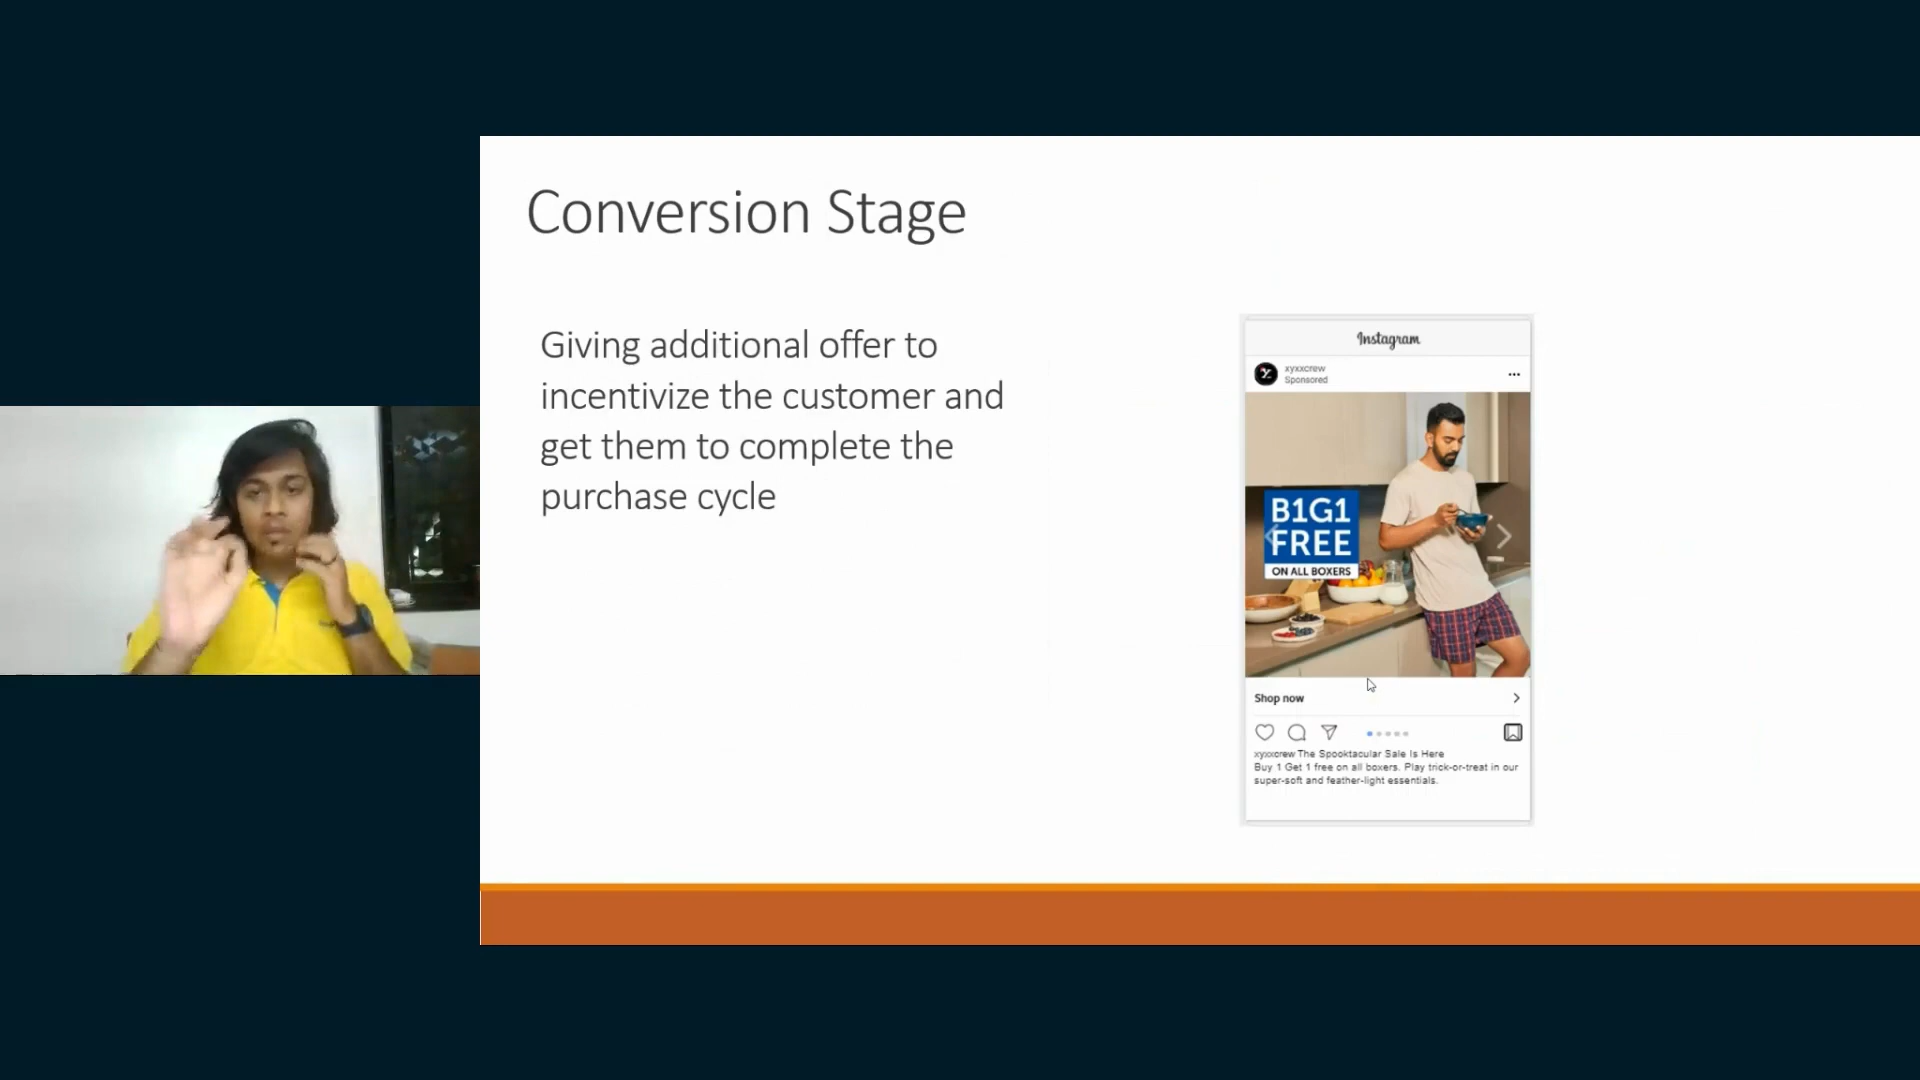 Conversion Stage
Giving additional offer to
incentivize the customer and
get them to complete the
purchase cycle
Instagram
xyxxcrew
Sponsored
B1G1
FREE
ON ALL BOXERS
Shop now
xyxxcrew The Spooktacular Sale Is Here
Buy 1 Get 1 free on all boxers. Play trick-or-treat in our
super-soft and feather-light essentials.